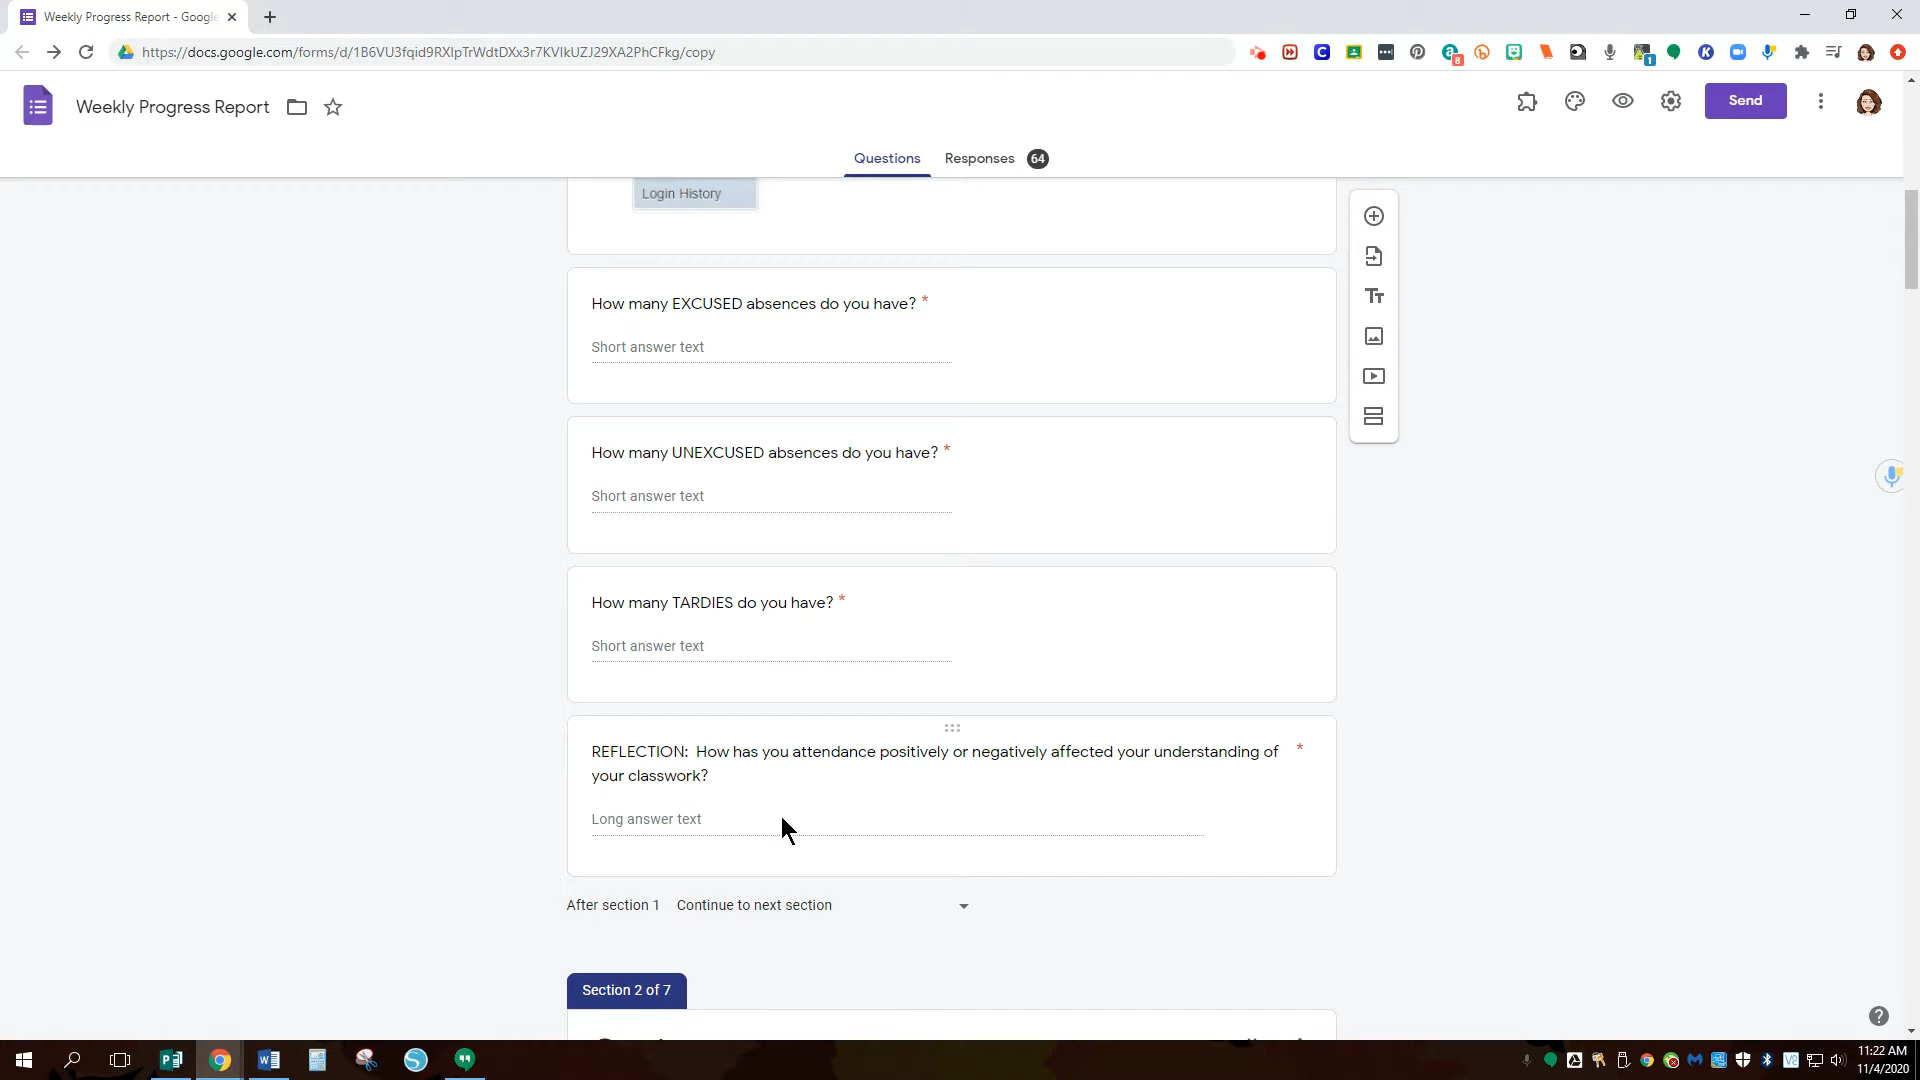 Weekly Progress Report - Google
https://docs.google.com/forms/d/1B6VU3fqid9RXlpTrWdtDXx3r7KVlkUZJ29XA2PhCFkg/copy
8
1
Weekly Progress Report
Send
Questions
Responses 64
Login History
How many EXCUSED absences do you have? *
Short answer text
How many UNEXCUSED absences do you have? *
Short answer text
How many TARDIES do you have? *
Short answer text
REFLECTION: How has you attendance positively or negatively affected your understanding of *
your classwork?
Long answer text
After section 1 Continue to next section
Section 2 of 7
11:22 AM
11/4/2020